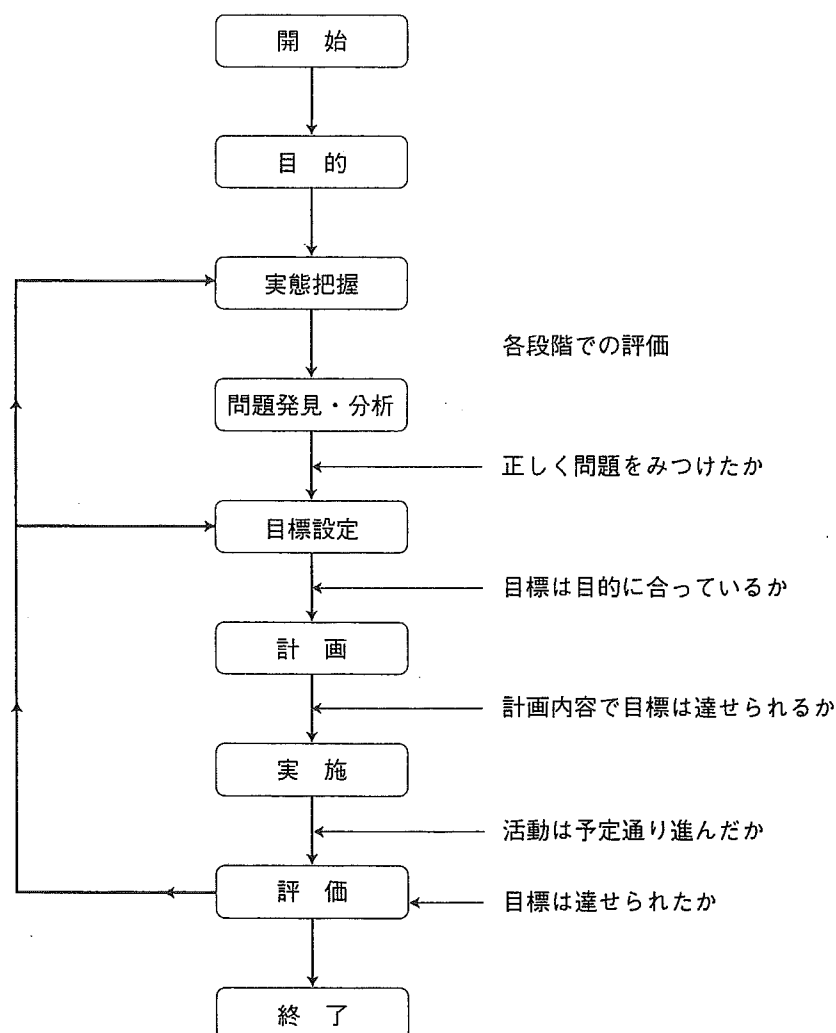 開　始
目　的
実態把握
各段階での評価
問題発見・分析
正しく問題をみつけたか
目標設定
目標は目的に合っているか
計　画
計画内容で目標は達せられるか
実　施
活動は予定通り進んだか
評　価
目標は達せられたか
終　了